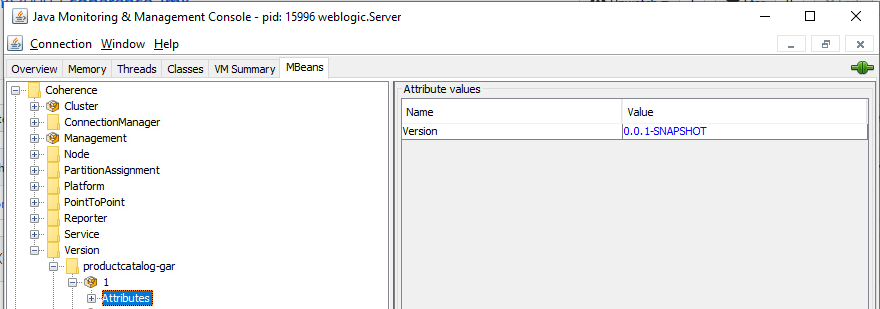 Java Monitoring & Management Console - pid: 15996 weblogic.Server
Connection Window Help
Overview Memory Threads Classes VM Summary MBeans
Coherence
Cluster
ConnectionManager
Management
Node
PartitionAssignment
Platform
PointToPoint
Reporter
Service
Version
productcatalog-gar
1
Attributes
Attribute values
Name Value
Version 0.0.1-SNAPSHOT